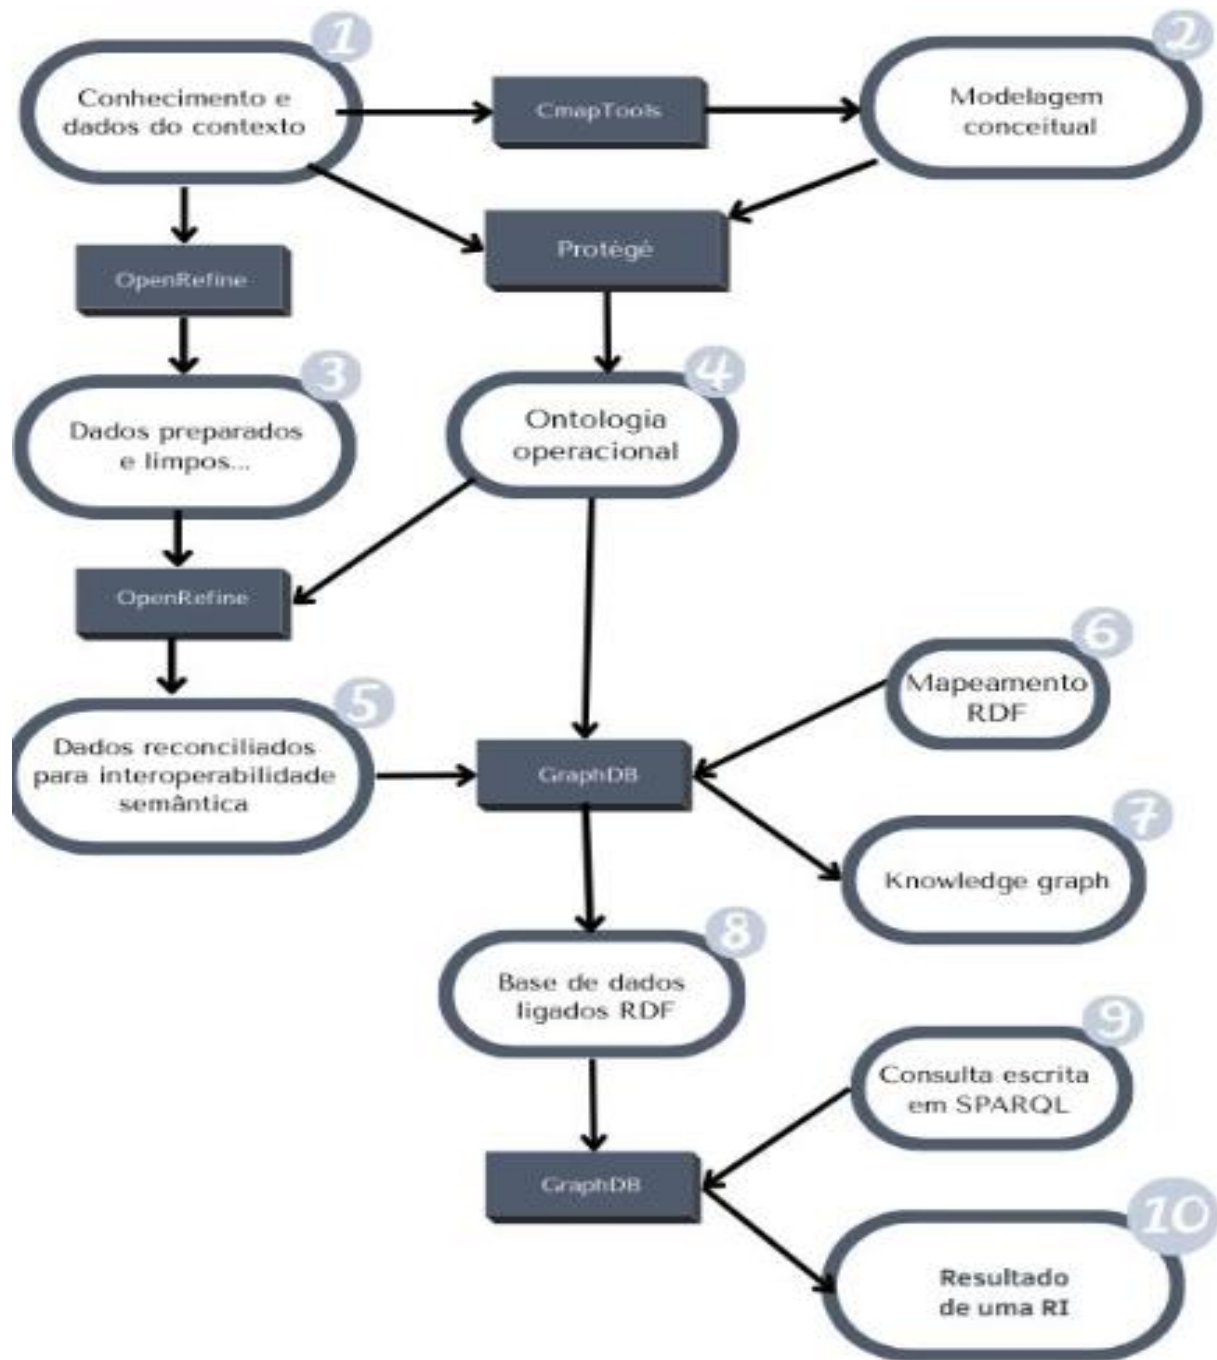 1
Conhecimento e
dados do contexto
CmapTools
2
Modelagem
conceitual
OpenRefine
Protégé
3
Dados preparados
e limpos...
4
Ontologia
operacional
OpenRefine
5
Dados reconciliados
para interoperabilidade
semântica
GraphDB
6
Mapeamento
RDF
7
Knowledge graph
8
Base de dados
ligados RDF
9
Consulta escrita
em SPARQL
GraphDB
10
Resultado
de uma RI